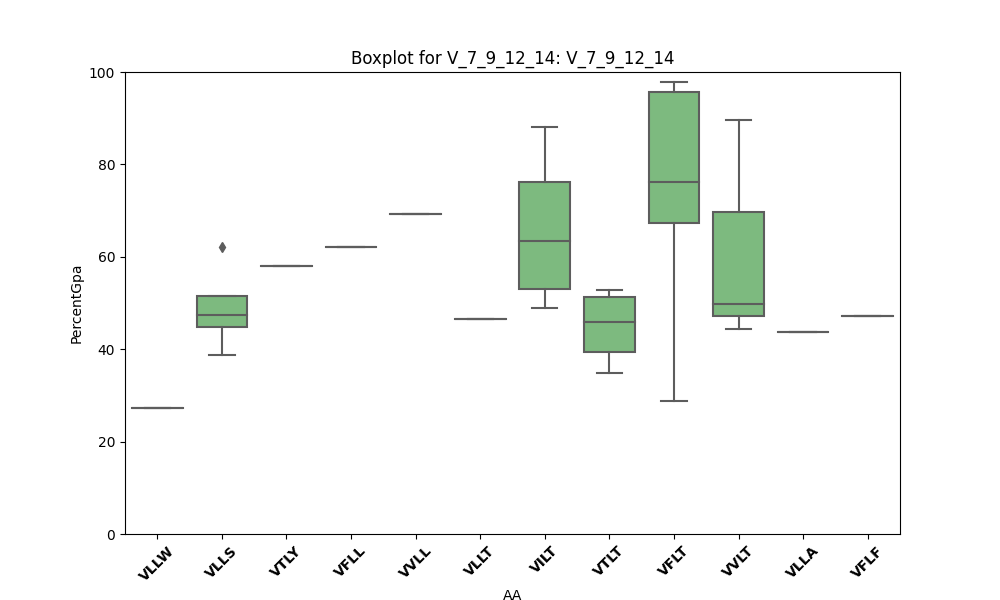 Boxplot for V_7_9_12_14: V_7_9_12_14
100
80
60
40
20
0
PercentGpa
VLLW
VLLS
VTLY
VFLL
VVLL
VLLT
VILT
VTLT
VFLT
VVLT
VLLA
VFLF
AA